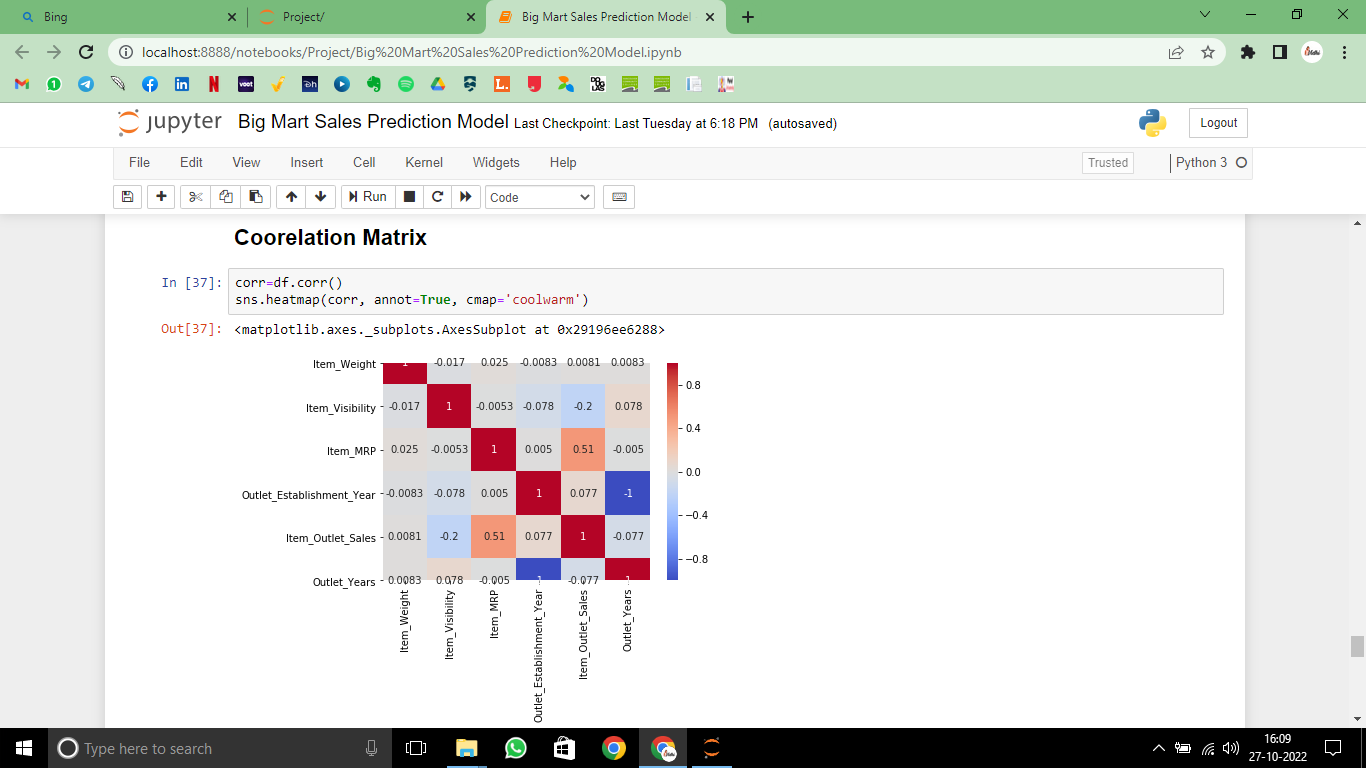 Bing
Project/
Big Mart Sales Prediction Model
localhost:8888/notebooks/Project/Big%20Mart%20Sales%20Prediction%20Model.ipynb
jupyter Big Mart Sales Prediction Model Last Checkpoint: Last Tuesday at 6:18 PM (autosaved)
Logout
File Edit View Insert Cell Kernel Widgets Help
Trusted
Python 3
Run
Code
Coorelation Matrix
In [37]:
corr=df.corr()
sns.heatmap(corr, annot=True, cmap='coolwarm')
Out[37]: <matplotlib.axes._subplots.AxesSubplot at 0x29196ee6288>
Item_Weight 1 -0.017 0.025 -0.0083 0.0081 0.0083
Item_Visibility -0.017 1 -0.0053 -0.078 -0.2 0.078
Item_MRP 0.025 -0.0053 1 0.005 0.51 -0.005
Outlet_Establishment_Year -0.0083 -0.078 0.005 1 0.077 -1
Item_Outlet_Sales 0.0081 -0.2 0.51 0.077 1 -0.077
Outlet_Years 0.0083 0.078 -0.005 -1 -0.077 1
Item_Weight
Item_Visibility
Item_MRP
Outlet_Establishment_Year
Item_Outlet_Sales
Outlet_Years
0.8
0.4
0.0
−0.4
−0.8
Type here to search
16:09
27-10-2022